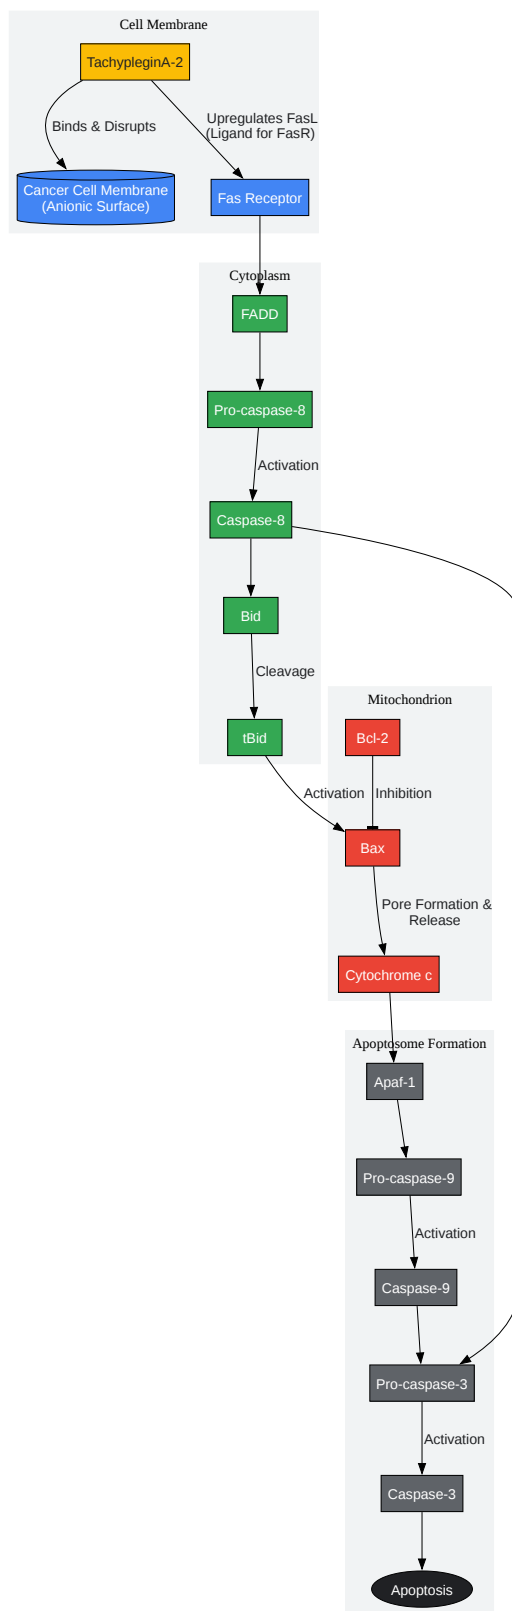 Cell Membrane
TachypleginA-2
Binds & Disrupts
Upregulates FasL
(Ligand for FasR)
Cancer Cell Membrane
(Anionic Surface)
Fas Receptor
Cytoplasm
FADD
Pro-caspase-8
Activation
Caspase-8
Bid
Cleavage
tBid
Mitochondrion
Bcl-2
Activation
Inhibition
Bax
Pore Formation &
Release
Cytochrome c
Apoptosome Formation
Apaf-1
Pro-caspase-9
Activation
Caspase-9
Pro-caspase-3
Activation
Caspase-3
Apoptosis